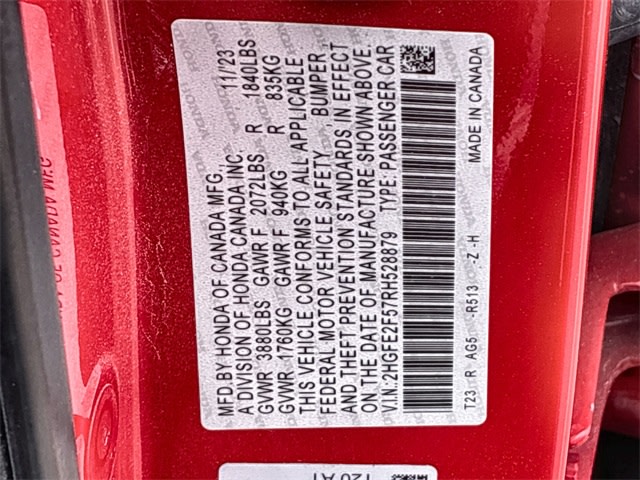 MFD.BY HONDA OF CANADA MFG. 11/23
A DIVISION OF HONDA CANADA INC.
GVWR 3880LBS GAWR F 2072LBS R 1840LBS
GVWR 1760KG GAWR F 940KG R 835KG
THIS VEHICLE CONFORMS TO ALL APPLICABLE
FEDERAL MOTOR VEHICLE SAFETY, BUMPER,
AND THEFT PREVENTION STANDARDS IN EFFECT
ON THE DATE OF MANUFACTURE SHOWN ABOVE.
V.I.N.:2HGFE2F57RH528879 TYPE: PASSENGER CAR
T23 R AG5 -R513 -Z -H
MADE IN CANADA
120 A1